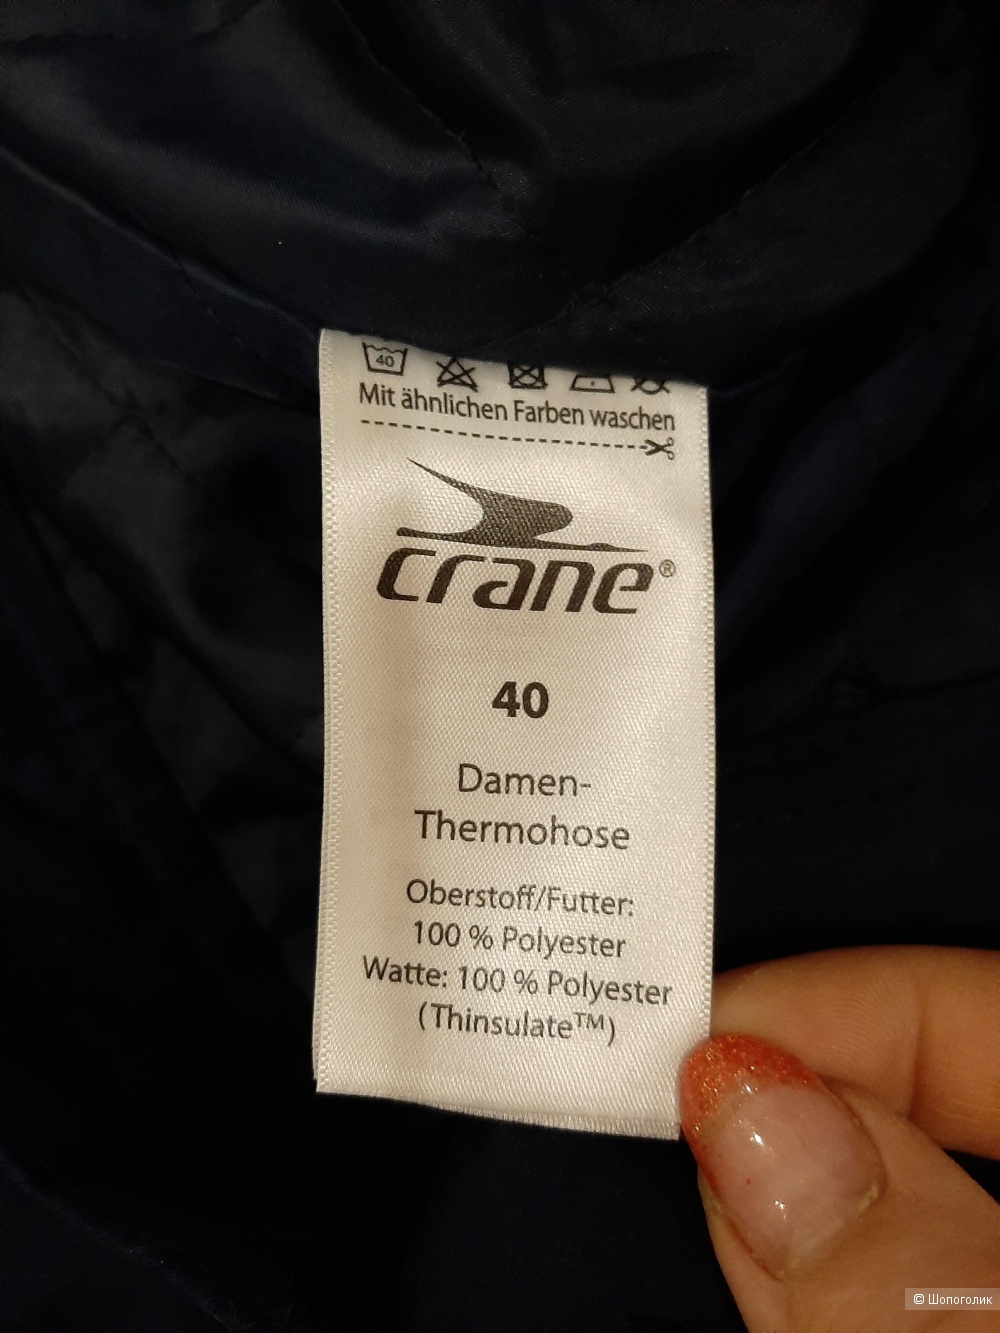 40
Mit ähnlichen Farben waschen
crane®
40
Damen-
Thermohose
Oberstoff/Futter:
100 % Polyester
Watte: 100 % Polyester
(Thinsulate™)
© Шопоголик